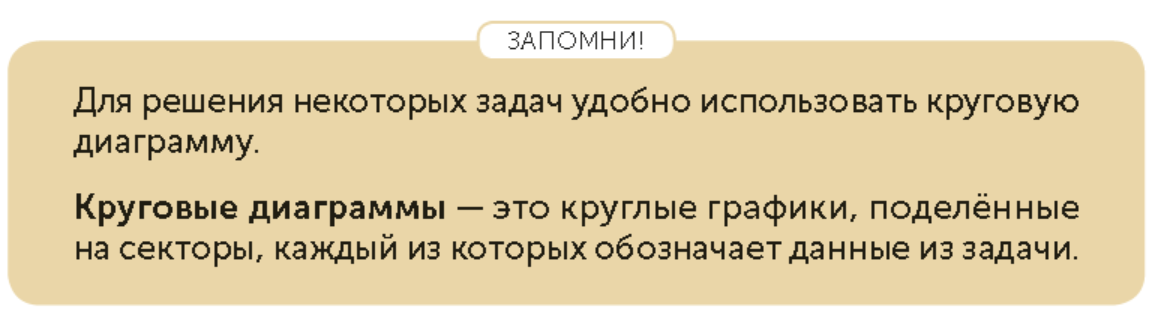 ЗАПОМНИ!
Для решения некоторых задач удобно использовать круговую
диаграмму.
Круговые диаграммы — это круглые графики, поделённые
на секторы, каждый из которых обозначает данные из задачи.